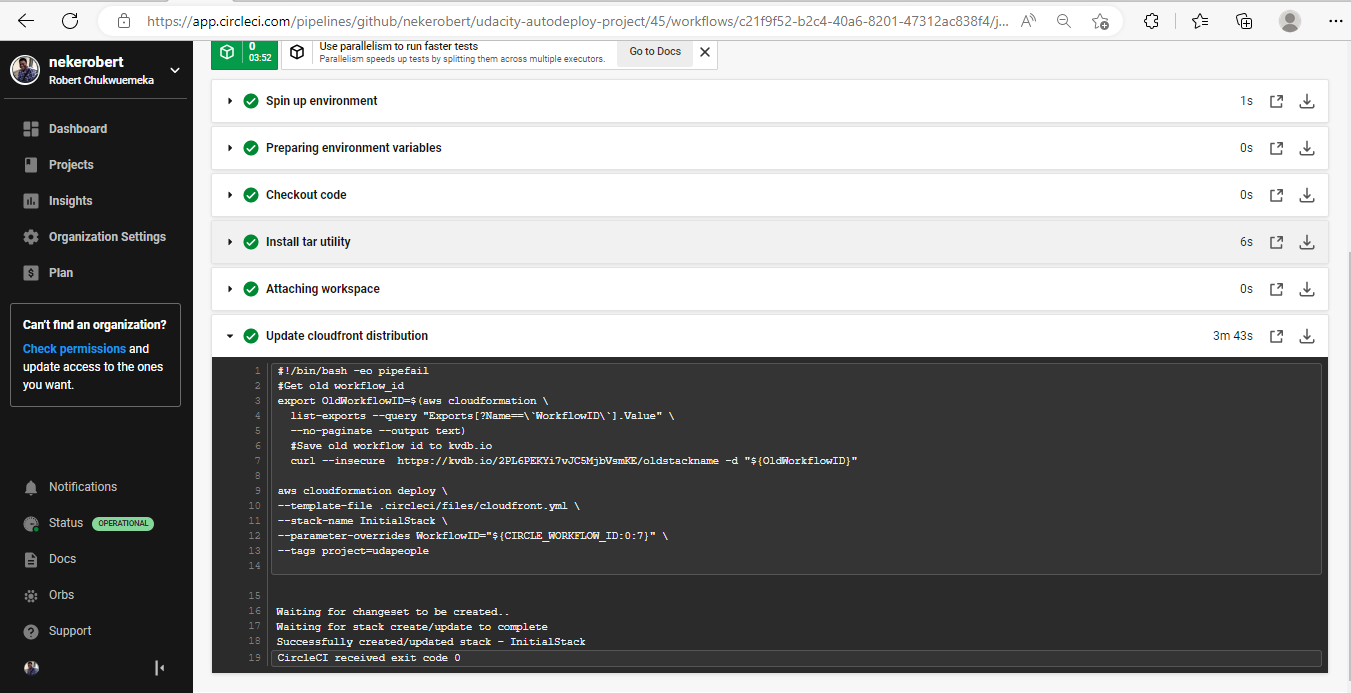 https://app.circleci.com/pipelines/github/nekerobert/udacity-autodeploy-project/45/workflows/c21f9f52-b2c4-40a6-8201-47312ac838f4/j...
nekerobert
Robert Chukwuemeka
Dashboard
Projects
Insights
Organization Settings
Plan
Can't find an organization?
Check permissions and
update access to the ones
you want.
Notifications
Status OPERATIONAL
Docs
Orbs
Support
0
03:52
Use parallelism to run faster tests
Parallelism speeds up tests by splitting them across multiple executors.
Go to Docs
Spin up environment 1s
Preparing environment variables 0s
Checkout code 0s
Install tar utility 6s
Attaching workspace 0s
Update cloudfront distribution 3m 43s
1 #!/bin/bash -eo pipefail
2 #Get old workflow_id
3 export OldWorkflowID=$(aws cloudformation \
4 list-exports --query "Exports[?Name==\`WorkflowID\`].Value" \
5 --no-paginate --output text)
6 #Save old workflow id to kvdb.io
7 curl --insecure https://kvdb.io/2PL6PEKYi7vJC5MjbVsmKE/oldstackname -d "${OldWorkflowID}"
8
9 aws cloudformation deploy \
10 --template-file .circleci/files/cloudfront.yml \
11 --stack-name InitialStack \
12 --parameter-overrides WorkflowID="${CIRCLE_WORKFLOW_ID:0:7}" \
13 --tags project=udapeople
14
15
16 Waiting for changeset to be created..
17 Waiting for stack create/update to complete
18 Successfully created/updated stack - InitialStack
19 CircleCI received exit code 0